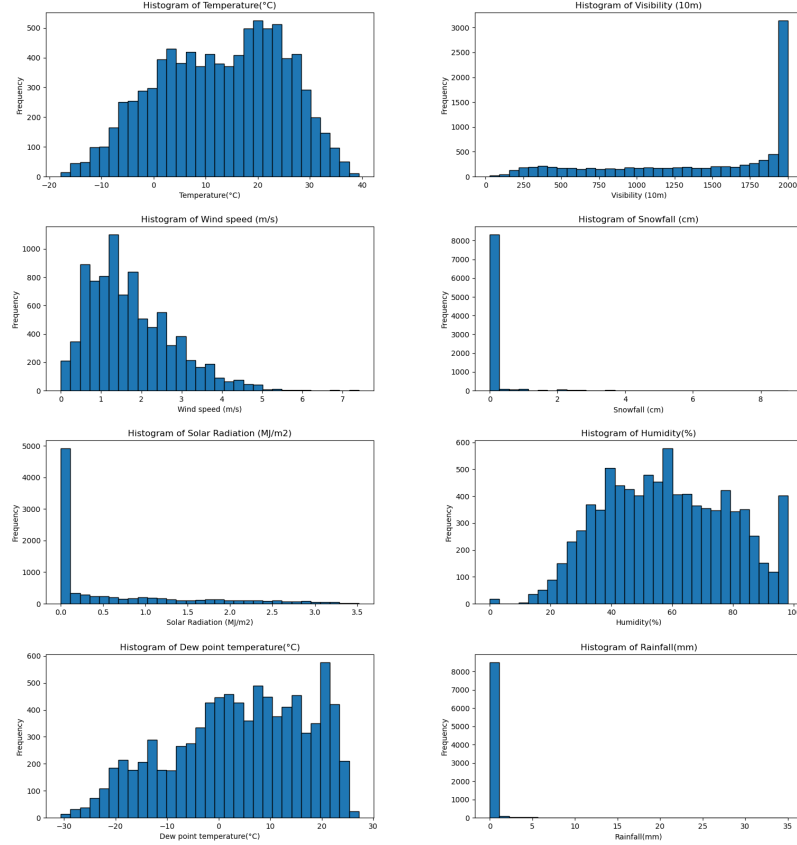 Histogram of Temperature(°C)
Frequency
500
400
300
200
100
0
−20 −10 0 10 20 30 40
Temperature(°C)
Histogram of Visibility (10m)
Frequency
3000
2500
2000
1500
1000
500
0
0 250 500 750 1000 1250 1500 1750 2000
Visibility (10m)
Histogram of Wind speed (m/s)
Frequency
1000
800
600
400
200
0
0 1 2 3 4 5 6 7
Wind speed (m/s)
Histogram of Snowfall (cm)
Frequency
8000
7000
6000
5000
4000
3000
2000
1000
0
0 2 4 6 8
Snowfall (cm)
Histogram of Solar Radiation (MJ/m2)
Frequency
5000
4000
3000
2000
1000
0
0.0 0.5 1.0 1.5 2.0 2.5 3.0 3.5
Solar Radiation (MJ/m2)
Histogram of Humidity(%)
Frequency
600
500
400
300
200
100
0
0 20 40 60 80 100
Humidity(%)
Histogram of Dew point temperature(°C)
Frequency
600
500
400
300
200
100
0
−30 −20 −10 0 10 20 30
Dew point temperature(°C)
Histogram of Rainfall(mm)
Frequency
8000
7000
6000
5000
4000
3000
2000
1000
0
0 5 10 15 20 25 30 35
Rainfall(mm)